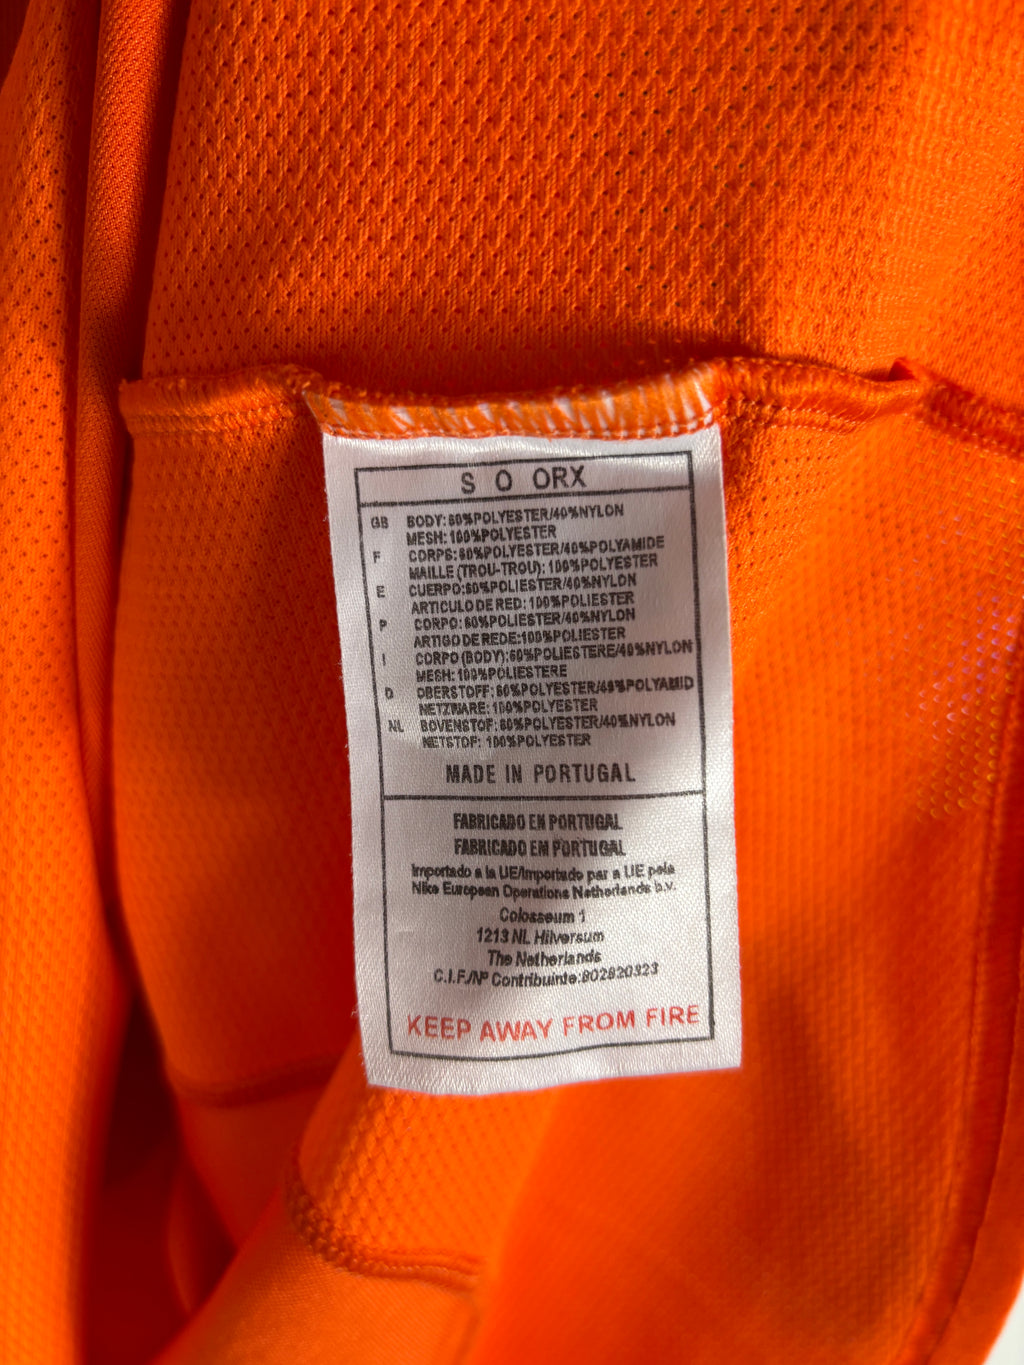 S O ORX
GB BODY: 60%POLYESTER/40%NYLON
MESH: 100%POLYESTER
F CORPS: 60%POLYESTER/40%POLYAMIDE
MAILLE (TROU-TROU): 100%POLYESTER
E CUERPO: 60%POLIESTER/40%NYLON
ARTICULO DE RED: 100%POLIESTER
P CORPO: 60%POLIESTER/40%NYLON
ARTIGO DE REDE: 100%POLIESTER
I CORPO (BODY): 60%POLIESTERE/40%NYLON
MESH: 100%POLIESTERE
D OBERSTOFF: 60%POLYESTER/40%POLYAMID
NETZWARE: 100%POLYESTER
NL BOVENSTOF: 60%POLYESTER/40%NYLON
NETSTOF: 100%POLYESTER
MADE IN PORTUGAL
FABRICADO EN PORTUGAL
FABRICADO EM PORTUGAL
Importado a la UE/Importado par a UE pela
Nike European Operations Netherlands b.v.
Colosseum 1
1213 NL Hilversum
The Netherlands
C.I.F./Nº Contribuinte:802820323
KEEP AWAY FROM FIRE